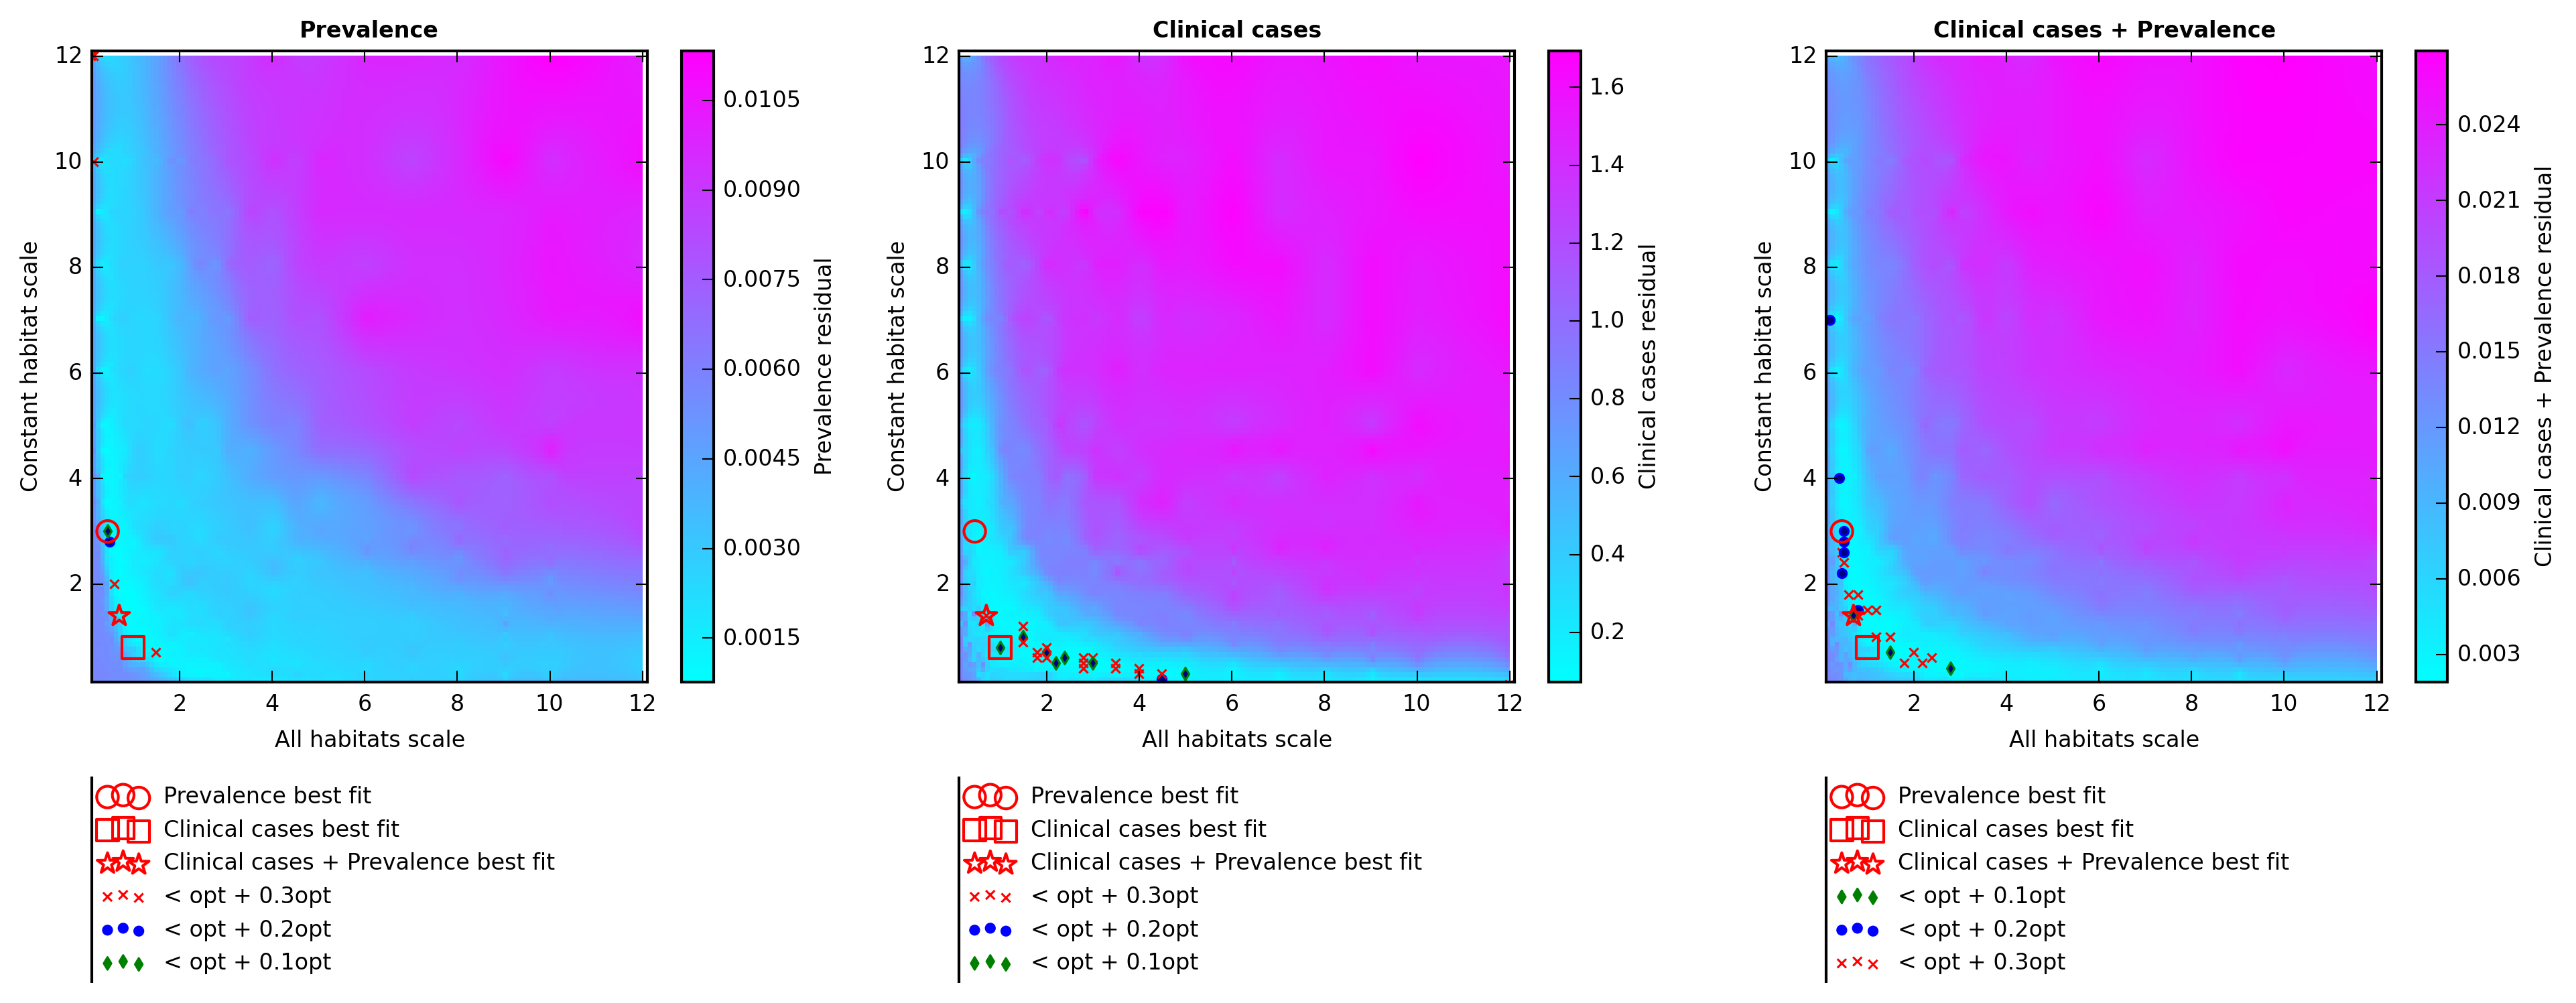 Prevalence
Clinical cases
Clinical cases + Prevalence
Constant habitat scale
12
10
8
6
4
2
2 4 6 8 10 12
All habitats scale
0.0105
0.0090
0.0075
0.0060
0.0045
0.0030
0.0015
Prevalence residual
Constant habitat scale
12
10
8
6
4
2
2 4 6 8 10 12
All habitats scale
1.6
1.4
1.2
1.0
0.8
0.6
0.4
0.2
Clinical cases residual
Constant habitat scale
12
10
8
6
4
2
2 4 6 8 10 12
All habitats scale
0.024
0.021
0.018
0.015
0.012
0.009
0.006
0.003
Clinical cases + Prevalence residual
Prevalence best fit
Clinical cases best fit
Clinical cases + Prevalence best fit
< opt + 0.3opt
< opt + 0.2opt
< opt + 0.1opt
Prevalence best fit
Clinical cases best fit
Clinical cases + Prevalence best fit
< opt + 0.3opt
< opt + 0.2opt
< opt + 0.1opt
Prevalence best fit
Clinical cases best fit
Clinical cases + Prevalence best fit
< opt + 0.1opt
< opt + 0.2opt
< opt + 0.3opt